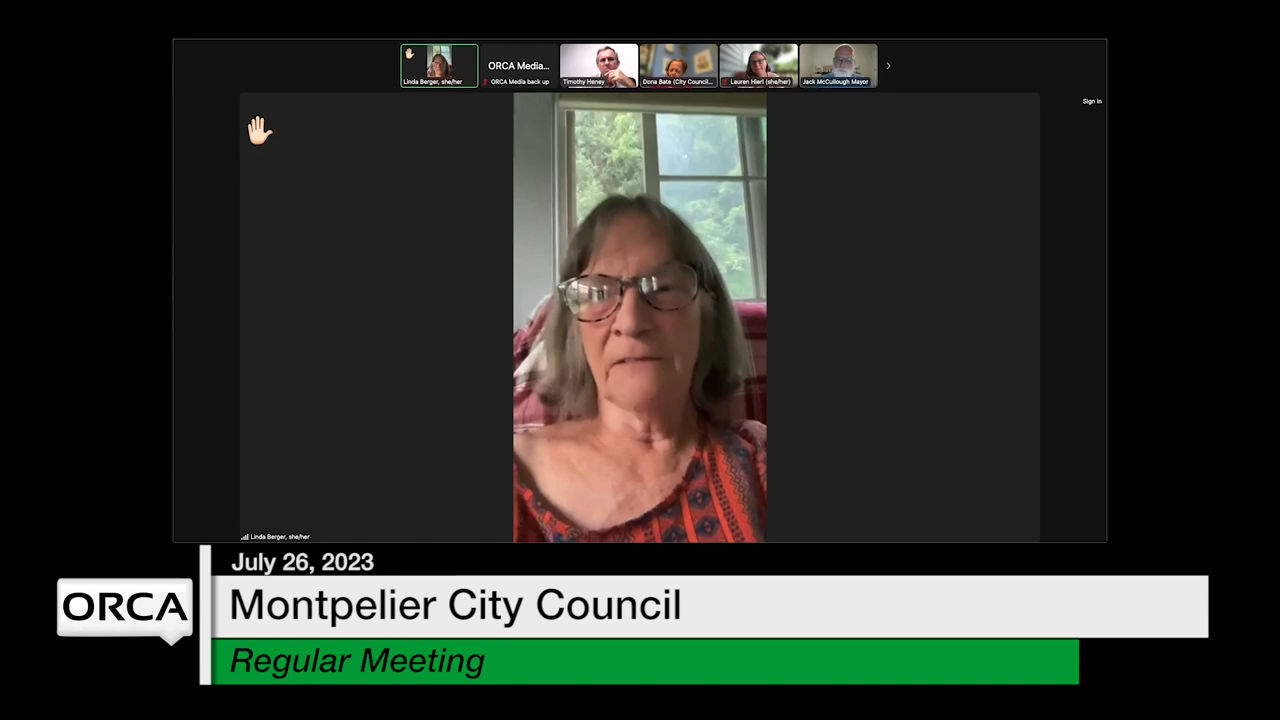 Linda Berger, she/her
ORCA Media...
ORCA Media back up
Timothy Heney
Dona Bate (City Council...
Lauren Hierl (she/her)
Jack McCullough Mayor
Sign In
Linda Berger, she/her
July 26, 2023
ORCA
Montpelier City Council
Regular Meeting